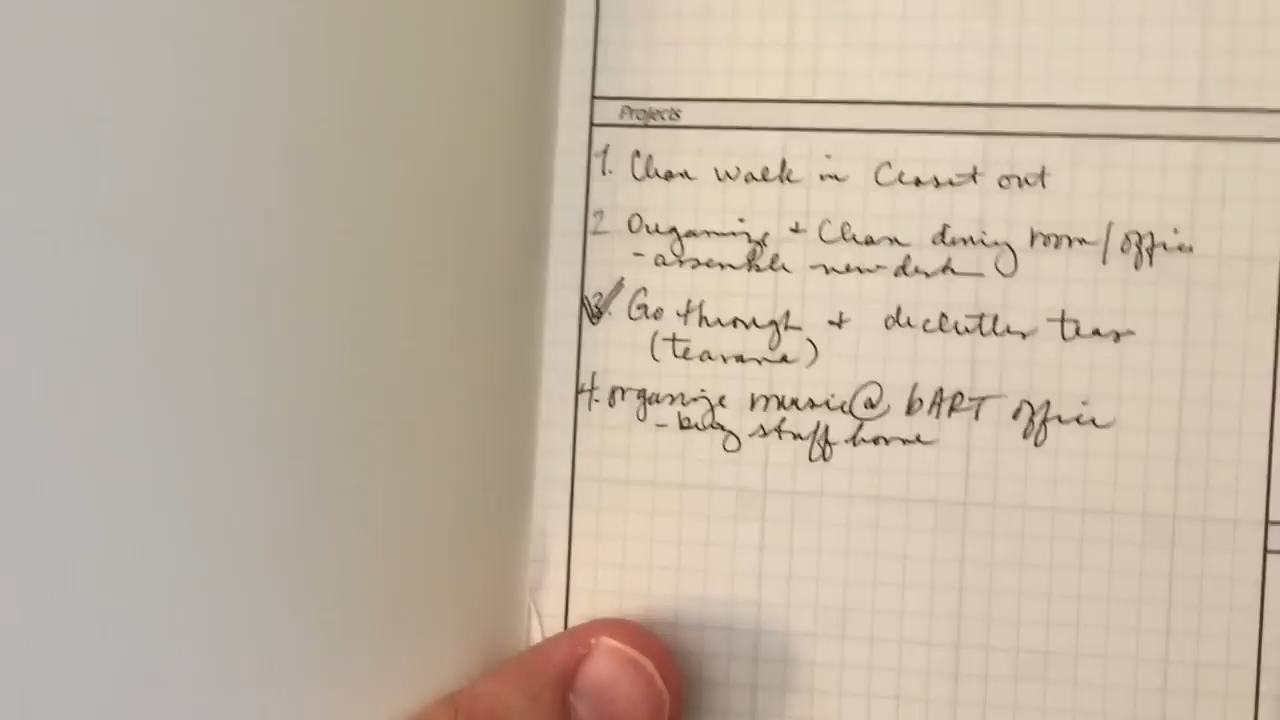 Projects
1. Clean walk in Closet out
2 Organize + Clean dining room/office
- assemble new desk
3. Go through + declutter teas
(teavana)
4. organize music @ bART office
- bring stuff home